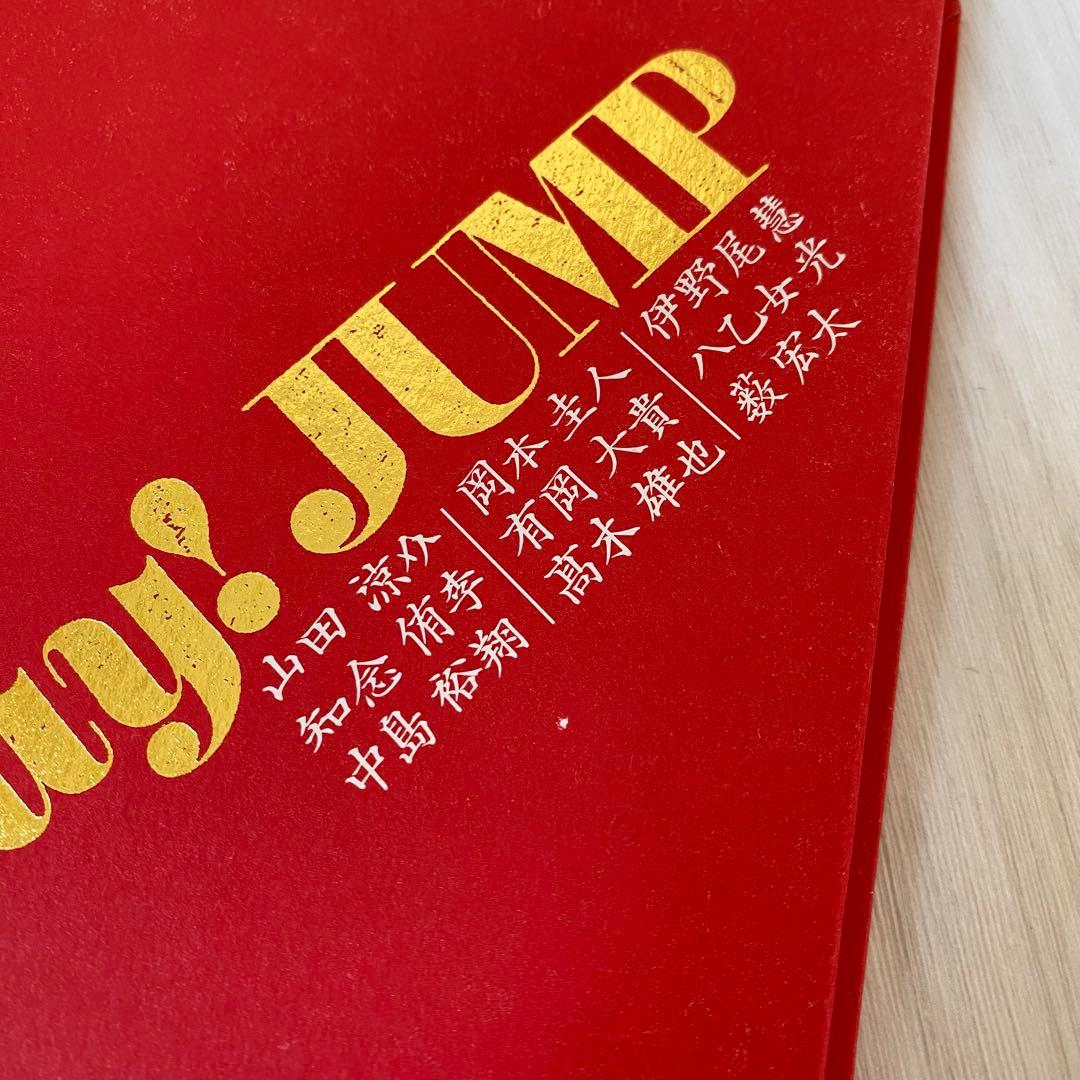 ay! JUMP
山田 涼介
知念 侑李
中島 裕翔
岡本 圭人
有岡 大貴
髙木 雄也
伊野尾 慧
八乙女 光
薮 宏太